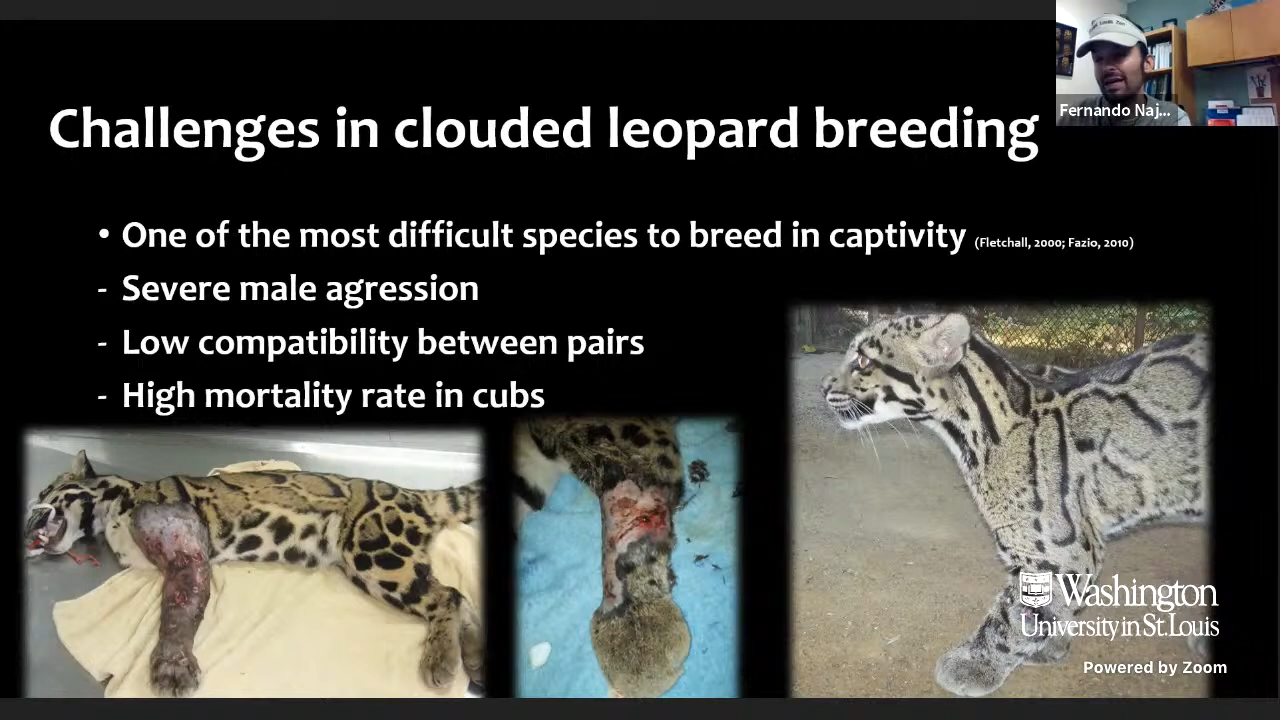 Challenges in clouded leopard breeding
Fernando Naj...
• One of the most difficult species to breed in captivity (Fletchall, 2000; Fazio, 2010)
- Severe male agression
- Low compatibility between pairs
- High mortality rate in cubs
Washington
University in St. Louis
Powered by Zoom